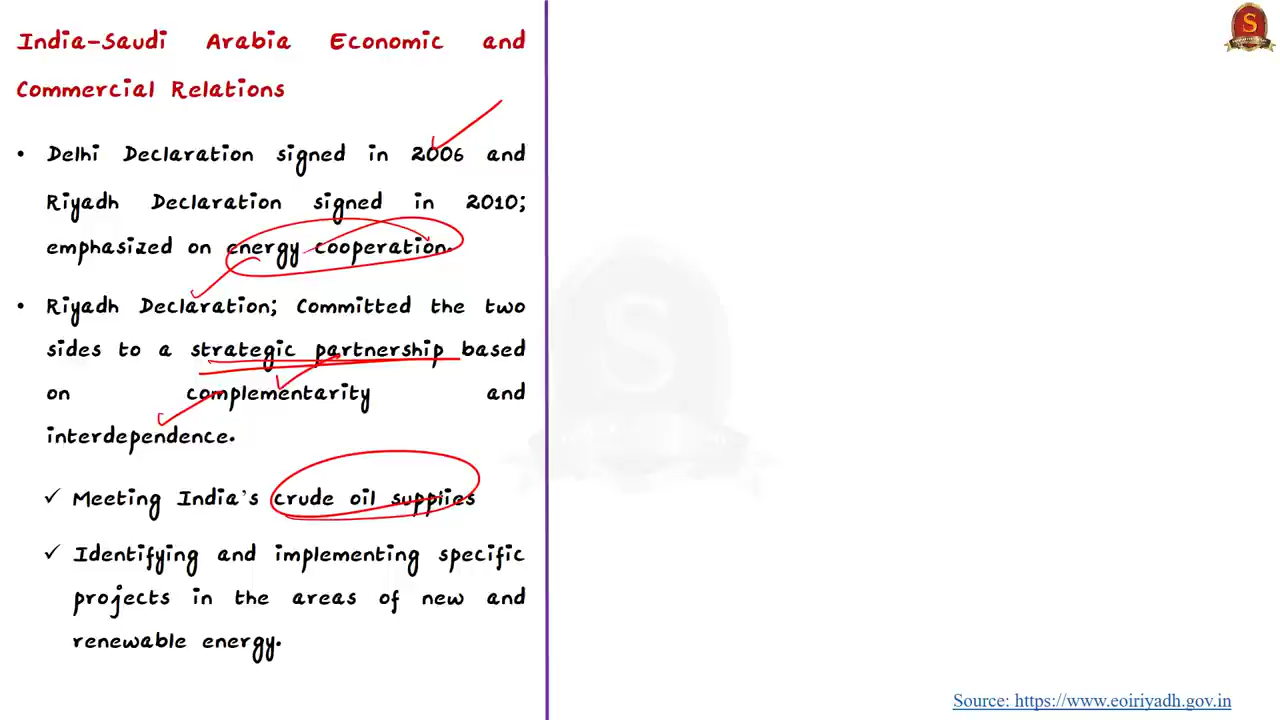 India-Saudi Arabia Economic and
Commercial Relations
• Delhi Declaration signed in 2006 and
Riyadh Declaration signed in 2010;
emphasized on energy cooperation.
• Riyadh Declaration; Committed the two
sides to a strategic partnership based
on complementarity and
interdependence.
✓ Meeting India's crude oil supplies
✓ Identifying and implementing specific
projects in the areas of new and
renewable energy.
S
S
Source: https://www.eoiriyadh.gov.in